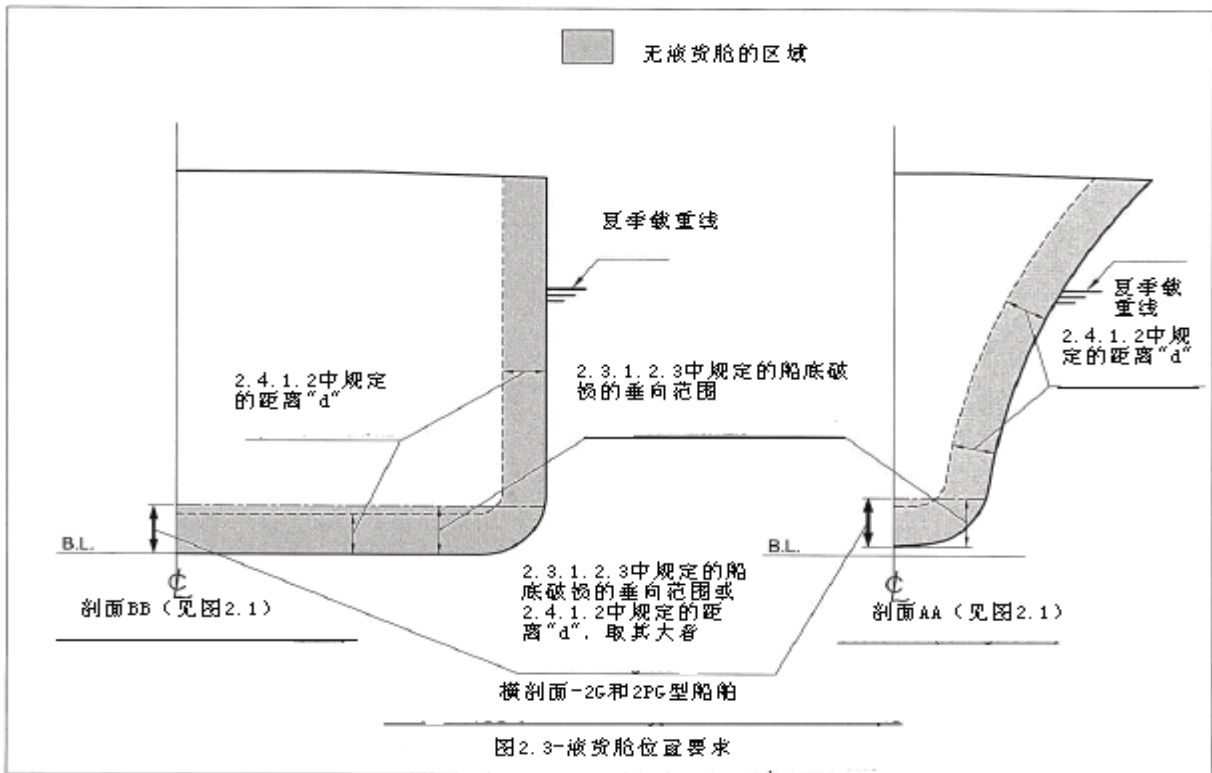 无液货舱的区域
夏季载重线
夏季载
重线
2.4.1.2中规
定的距离"d"
2.4.1.2中规定
的距离"d"
2.3.1.2.3中规定的船底破
损的垂向范围
B.L.
B.L.
2.3.1.2.3中规定的船
底破损的垂向范围或
2.4.1.2中规定的距
离"d"，取其大者
剖面BB（见图2.1）
剖面AA（见图2.1）
横剖面-2G和2PG型船舶
图2.3-液货舱位置要求